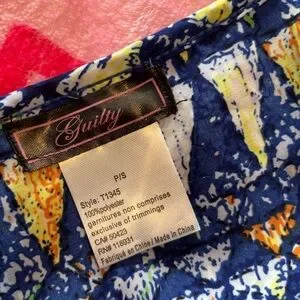 Guilty
P/S
Style: T1345
100%polyester
garnitures non comprises
exclusive of trimmings
CA# 50423
RN# 116931
Fabriqué en Chine / Made in China